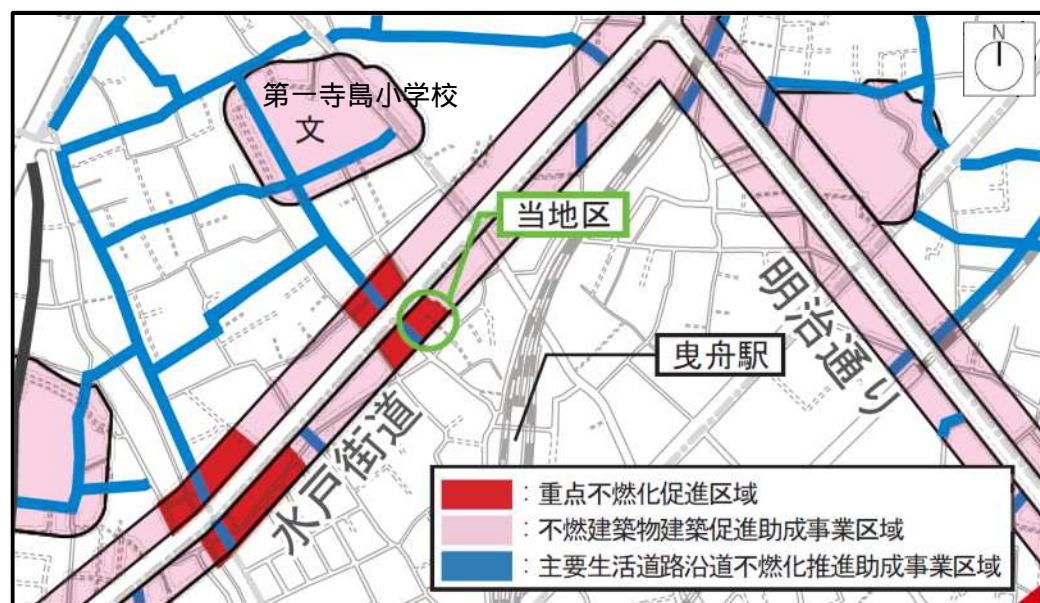 N
第一寺島小学校
文
当地区
明治通り
曳舟駅
水戸街道
：重点不燃化促進区域
：不燃建築物建築促進助成事業区域
：主要生活道路沿道不燃化推進助成事業区域